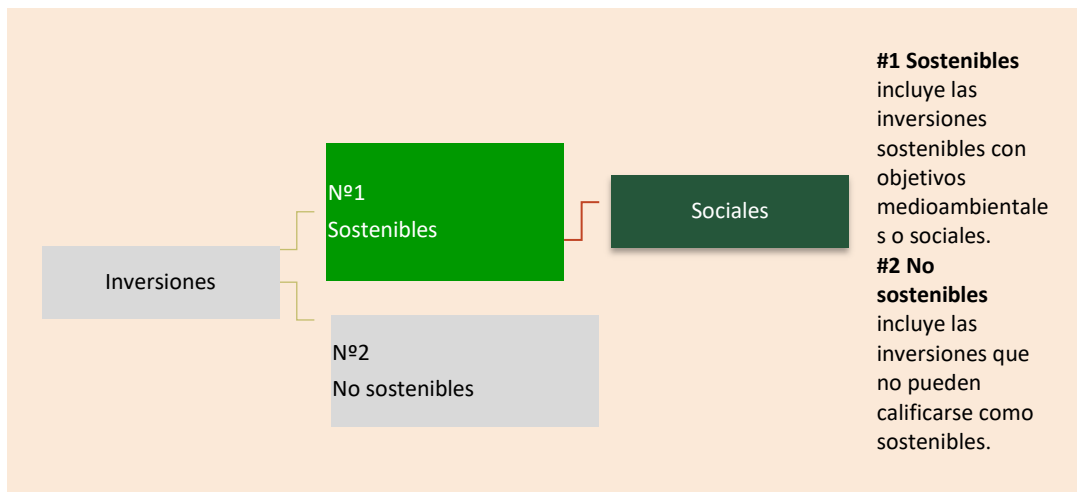 Inversiones
Nº1
Sostenibles
Nº2
No sostenibles
Sociales
#1 Sostenibles
incluye las
inversiones
sostenibles con
objetivos
medioambientale
s o sociales.
#2 No
sostenibles
incluye las
inversiones que
no pueden
calificarse como
sostenibles.